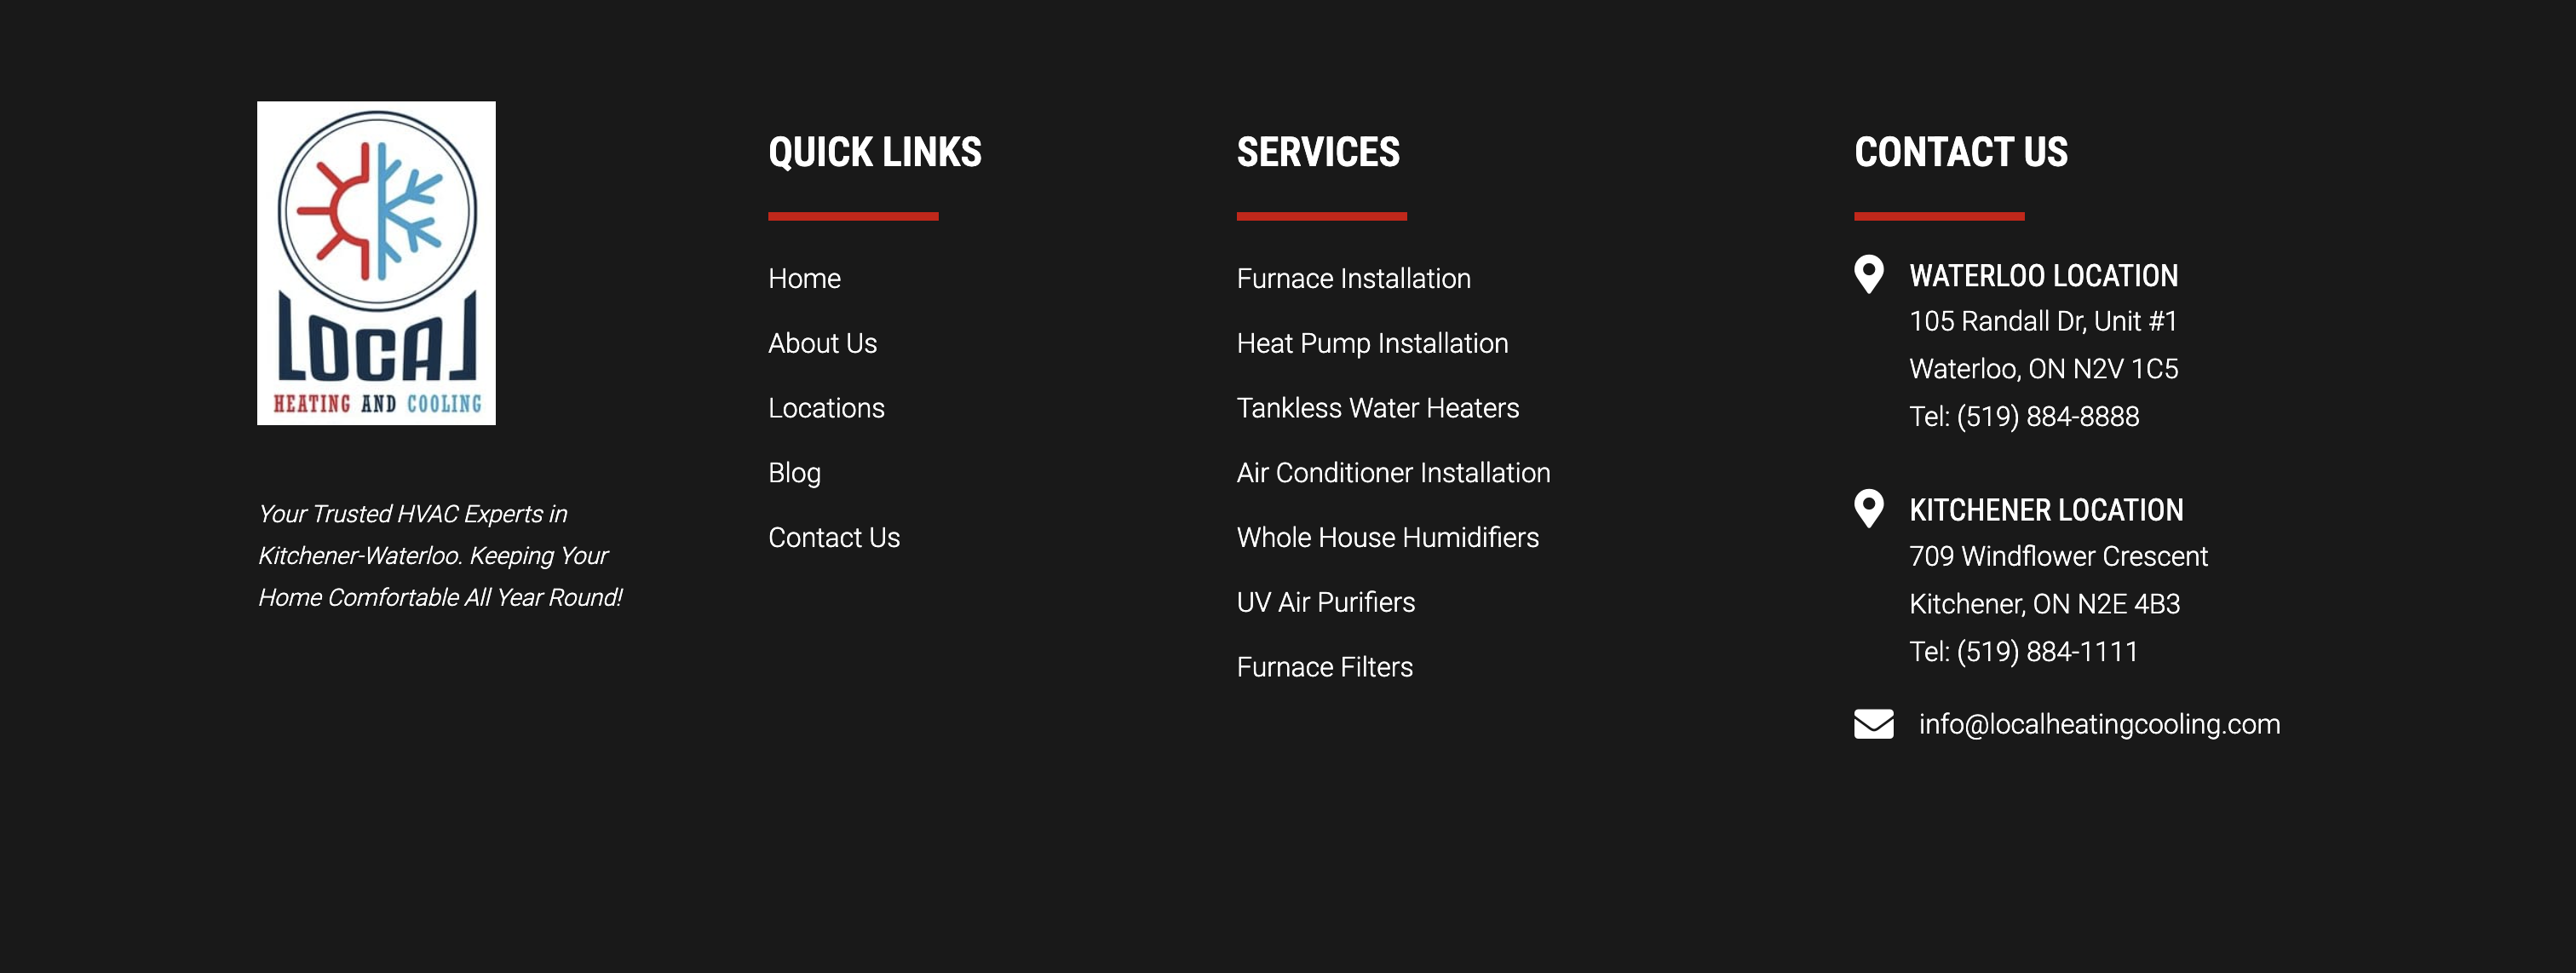 LOCAL
HEATING AND COOLING
Your Trusted HVAC Experts in
Kitchener-Waterloo. Keeping Your
Home Comfortable All Year Round!
QUICK LINKS
Home
About Us
Locations
Blog
Contact Us
SERVICES
Furnace Installation
Heat Pump Installation
Tankless Water Heaters
Air Conditioner Installation
Whole House Humidifiers
UV Air Purifiers
Furnace Filters
CONTACT US
WATERLOO LOCATION
105 Randall Dr, Unit #1
Waterloo, ON N2V 1C5
Tel: (519) 884-8888
KITCHENER LOCATION
709 Windflower Crescent
Kitchener, ON N2E 4B3
Tel: (519) 884-1111
info@localheatingcooling.com